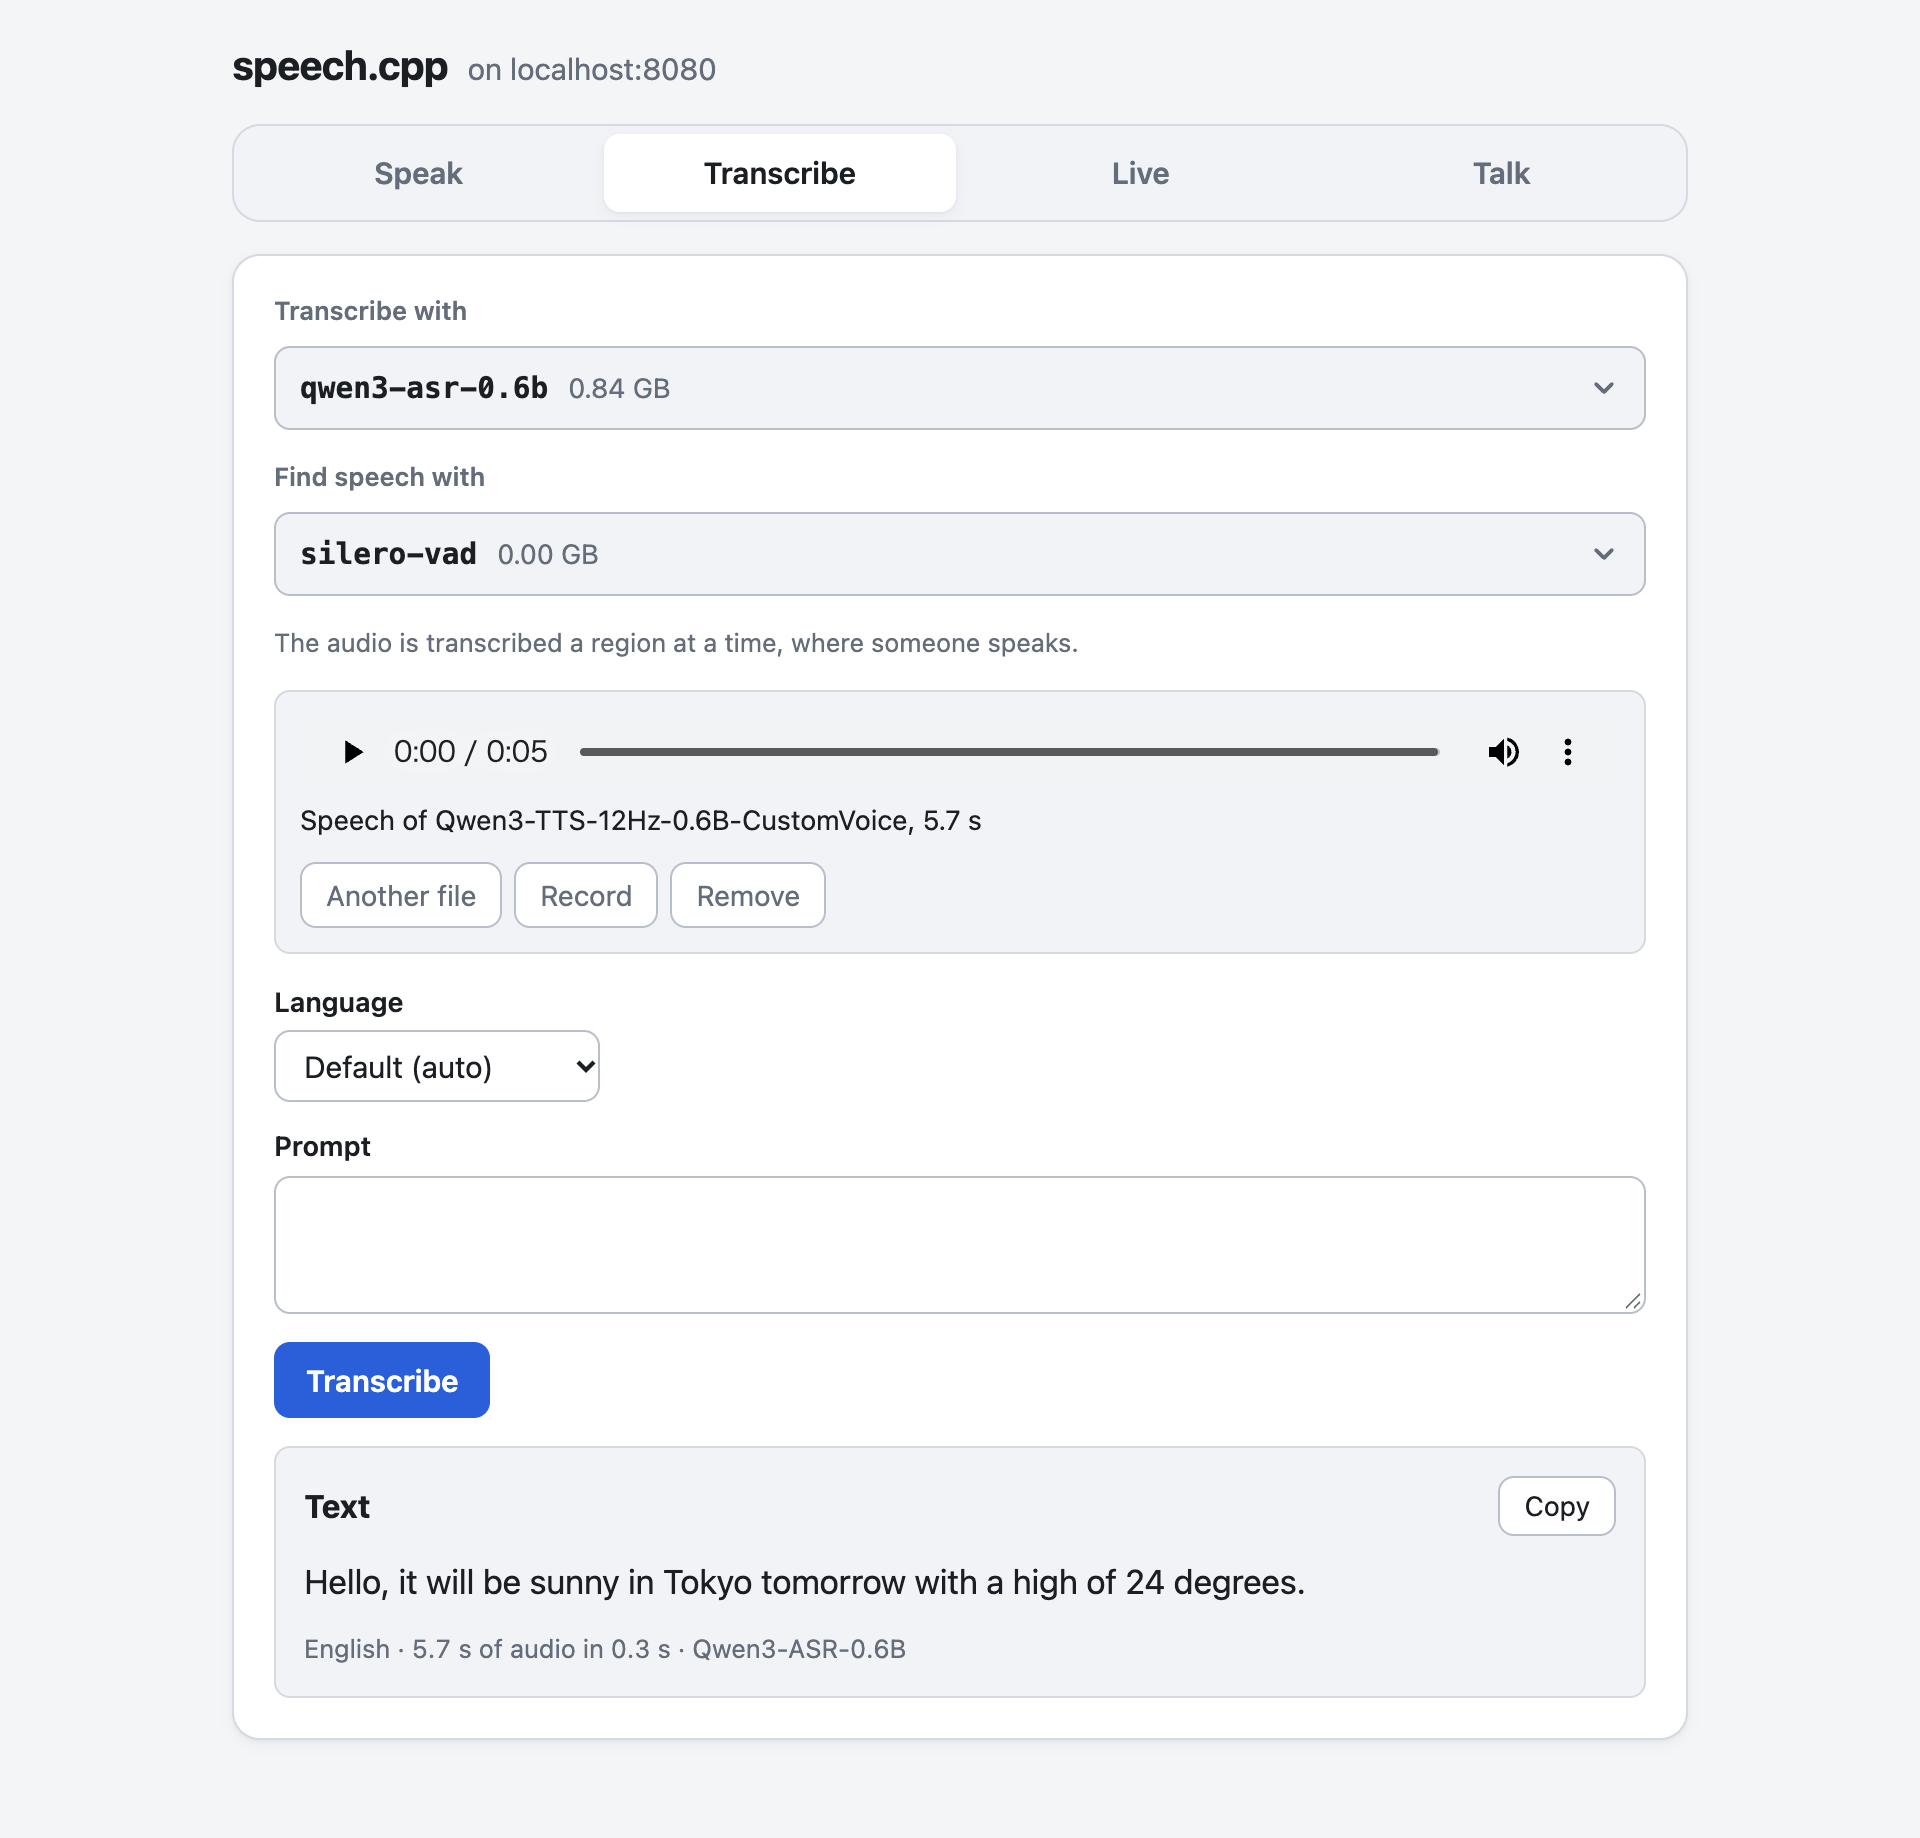 speech.cpp on localhost:8080
Speak Transcribe Live Talk
Transcribe with
qwen3-asr-0.6b 0.84 GB
Find speech with
silero-vad 0.00 GB
The audio is transcribed a region at a time, where someone speaks.
0:00 / 0:05
Speech of Qwen3-TTS-12Hz-0.6B-CustomVoice, 5.7 s
Another file Record Remove
Language
Default (auto)
Prompt
Transcribe
Text Copy
Hello, it will be sunny in Tokyo tomorrow with a high of 24 degrees.
English · 5.7 s of audio in 0.3 s · Qwen3-ASR-0.6B